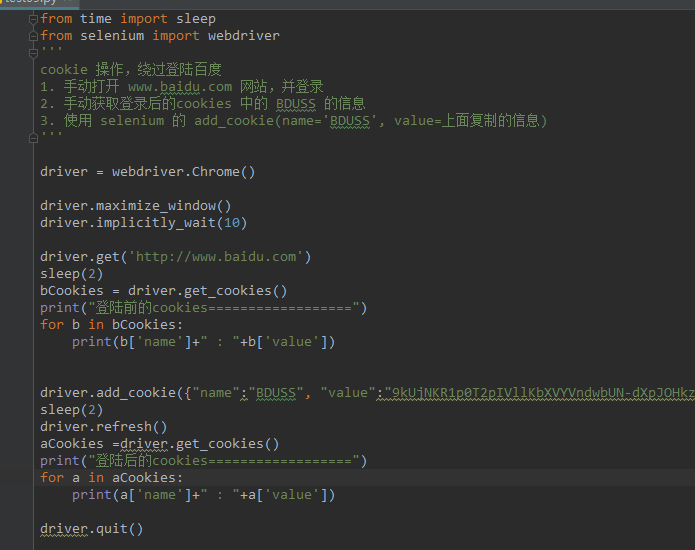 from time import sleep
from selenium import webdriver
'''
cookie 操作，绕过登陆百度
1. 手动打开 www.baidu.com 网站，并登录
2. 手动获取登录后的cookies 中的 BDUSS 的信息
3. 使用 selenium 的 add_cookie(name='BDUSS', value=上面复制的信息)
'''
driver = webdriver.Chrome()
driver.maximize_window()
driver.implicitly_wait(10)
driver.get('http://www.baidu.com')
sleep(2)
bCookies = driver.get_cookies()
print("登陆前的cookies==================")
for b in bCookies:
    print(b['name']+" : "+b['value'])
driver.add_cookie({"name":"BDUSS", "value":"9kUjNKR1p0T2pIVllKbXVYVndwbUN-dXpJOHkz
sleep(2)
driver.refresh()
aCookies =driver.get_cookies()
print("登陆后的cookies==================")
for a in aCookies:
    print(a['name']+" : "+a['value'])
driver.quit()